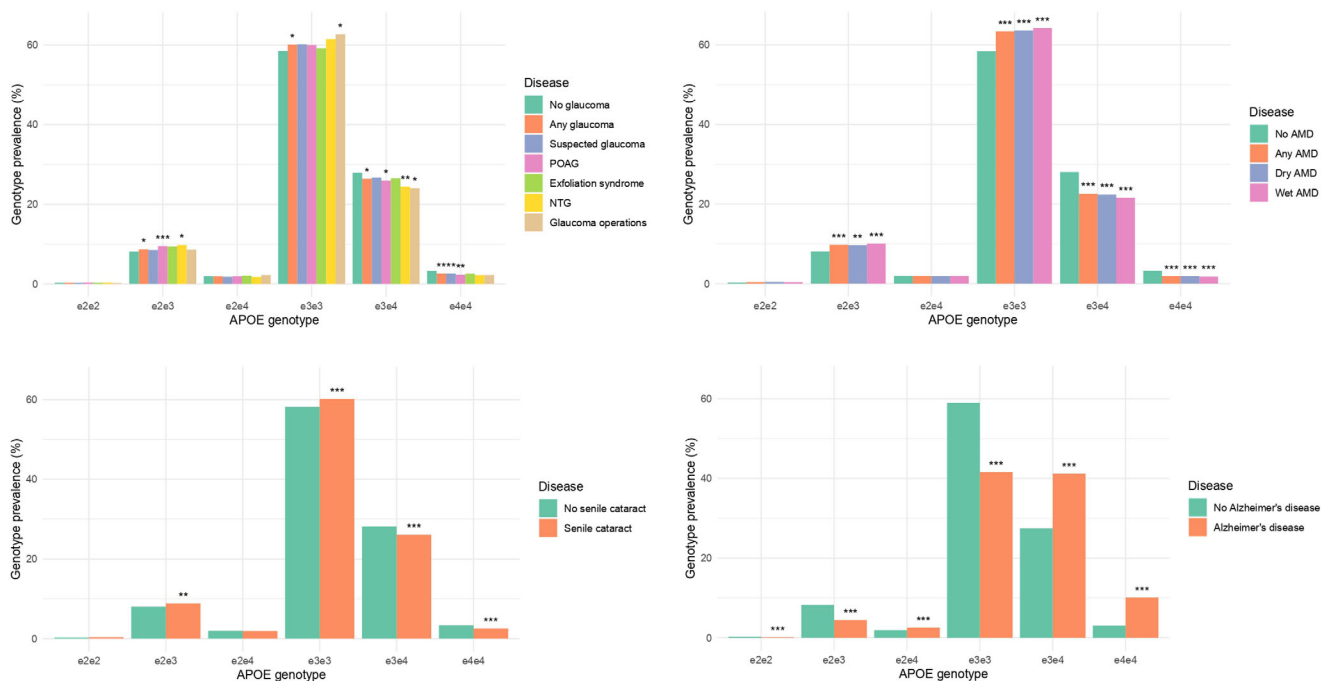 Genotype prevalence (%)
60
40
20
0
* *
* *** *
* * ** *
**** **
e2e2 e2e3 e2e4 e3e3 e3e4 e4e4
APOE genotype
Disease
No glaucoma
Any glaucoma
Suspected glaucoma
POAG
Exfoliation syndrome
NTG
Glaucoma operations
Genotype prevalence (%)
60
40
20
0
*** *** ***
*** *** ***
*** ** ***
*** *** ***
e2e2 e2e3 e2e4 e3e3 e3e4 e4e4
APOE genotype
Disease
No AMD
Any AMD
Dry AMD
Wet AMD
Genotype prevalence (%)
60
40
20
0
***
***
**
***
e2e2 e2e3 e2e4 e3e3 e3e4 e4e4
APOE genotype
Disease
No senile cataract
Senile cataract
Genotype prevalence (%)
60
40
20
0
*** ***
***
*** *** ***
e2e2 e2e3 e2e4 e3e3 e3e4 e4e4
APOE genotype
Disease
No Alzheimer's disease
Alzheimer's disease